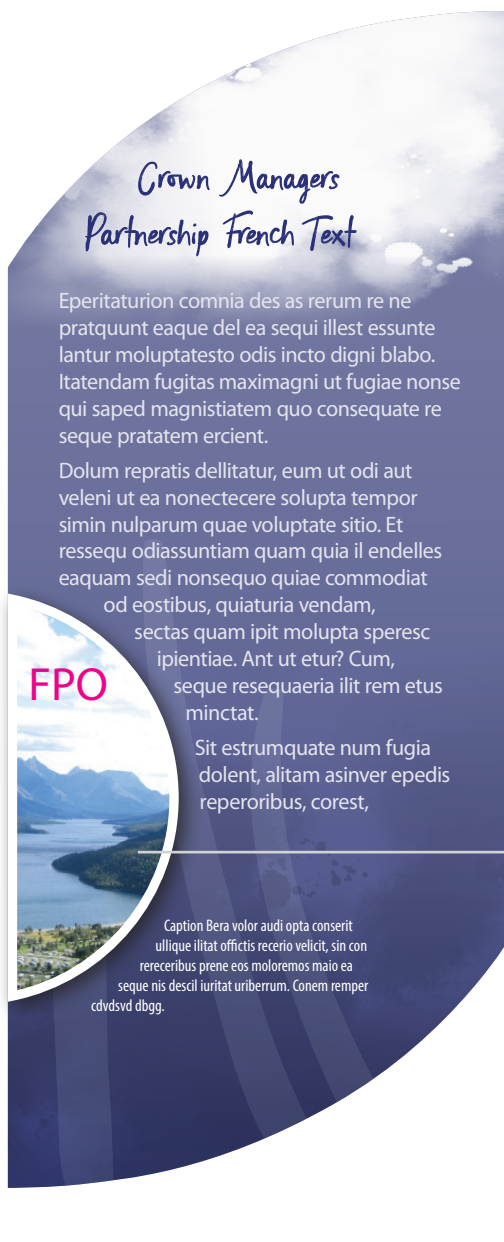 Crown Managers
Partnership French Text
Eperitaturion comnia des as rerum re ne
pratquunt eaque del ea sequi illest essunte
lantur moluptatesto odis incto digni blabo.
Itatendam fugitas maximagni ut fugiae nonse
qui saped magnistiatem quo consequate re
seque pratatem ercient.
Dolum repratis dellitatur, eum ut odi aut
veleni ut ea nonectecere solupta tempor
simin nulparum quae voluptate sitio. Et
ressequ odiassuntiam quam quia il endelles
eaquam sedi nonsequo quiae commodiat
od eostibus, quiaturia vendam,
sectas quam ipit molupta speresc
ipientiae. Ant ut etur? Cum,
seque resequaeria ilit rem etus
minctat.
FPO
Sit estrumquate num fugia
dolent, alitam asinver epedis
reperoribus, corest,
Caption Bera volor audi opta conserit
ullique ilitat offictis recerio velicit, sin con
rereceribus prene eos moloremos maio ea
seque nis descil iuritat uriberrum. Conem remper
cdvdsvd dbgg.